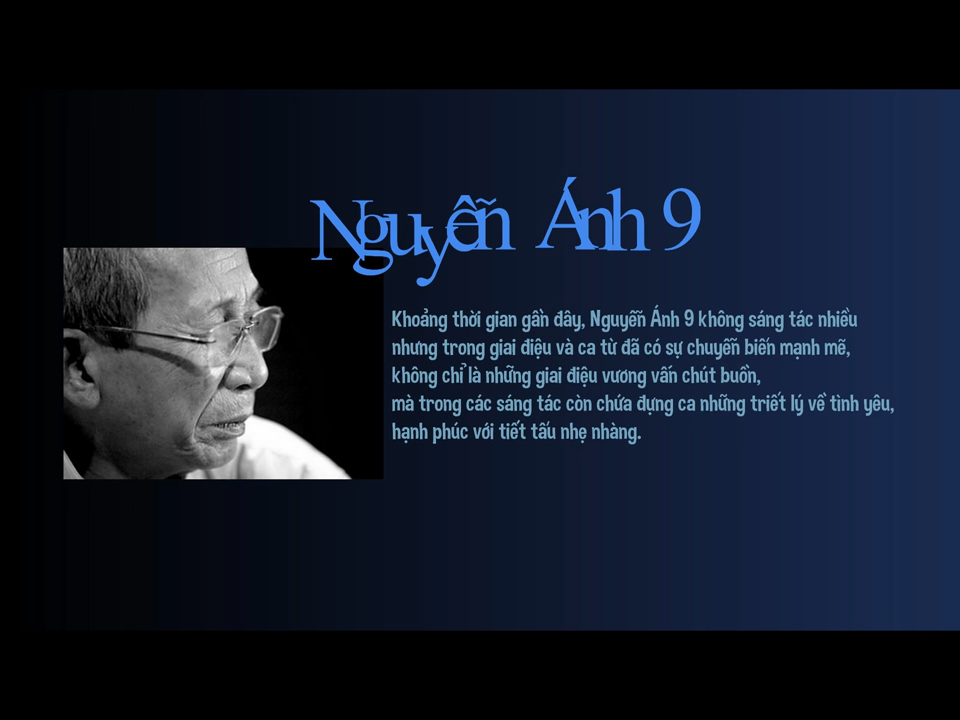 Nguyễn Ánh 9
Khoảng thời gian gần đây, Nguyễn Ánh 9 không sáng tác nhiều
nhưng trong giai điệu và ca từ đã có sự chuyễn biến mạnh mẽ,
không chỉ là những giai điệu vương vấn chút buồn,
mà trong các sáng tác còn chứa đựng ca những triết lý về tình yêu,
hạnh phúc với tiết tấu nhẹ nhàng.